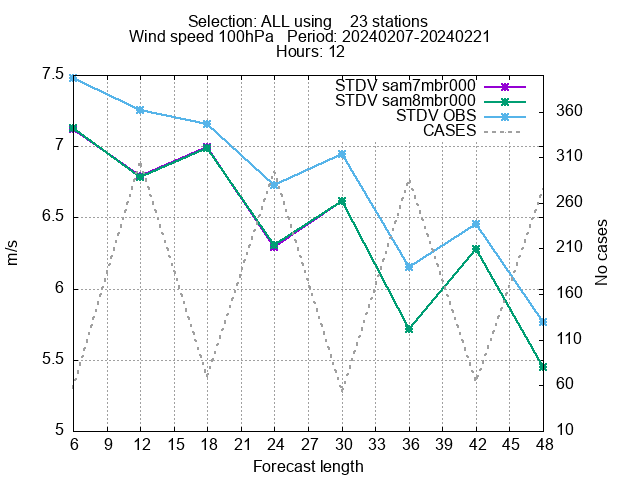 Selection: ALL using    23 stations
Wind speed 100hPa   Period: 20240207-20240221
Hours: 12
STDV sam7mbr000
STDV sam8mbr000
STDV OBS
CASES
7.5
7
6.5
6
5.5
5
m/s
360
310
260
210
160
110
60
10
No cases
6 12 18 21 24 27 30 33 36 39 42 45 48
Forecast length